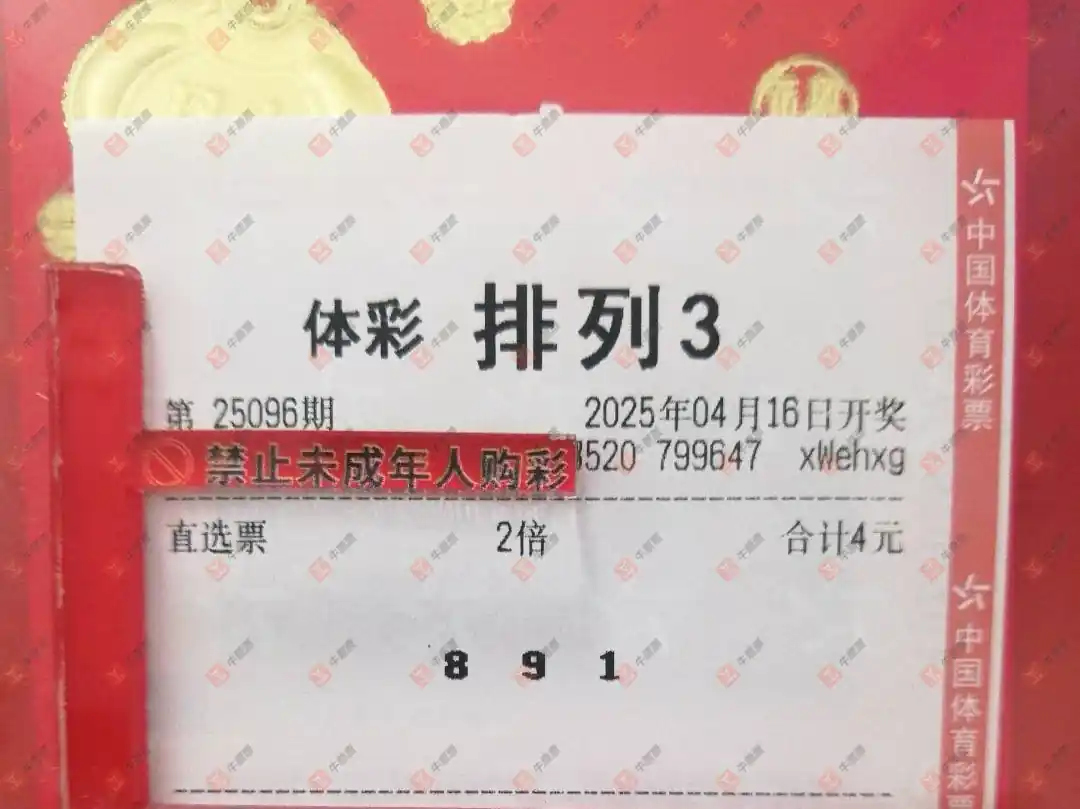 体彩 排列3
第 25096期 2025年04月16日开奖
禁止未成年人购彩 3520 799647 xWehxg
直选票 2倍 合计4元
8 9 1
中国体育彩票
中国体育彩票